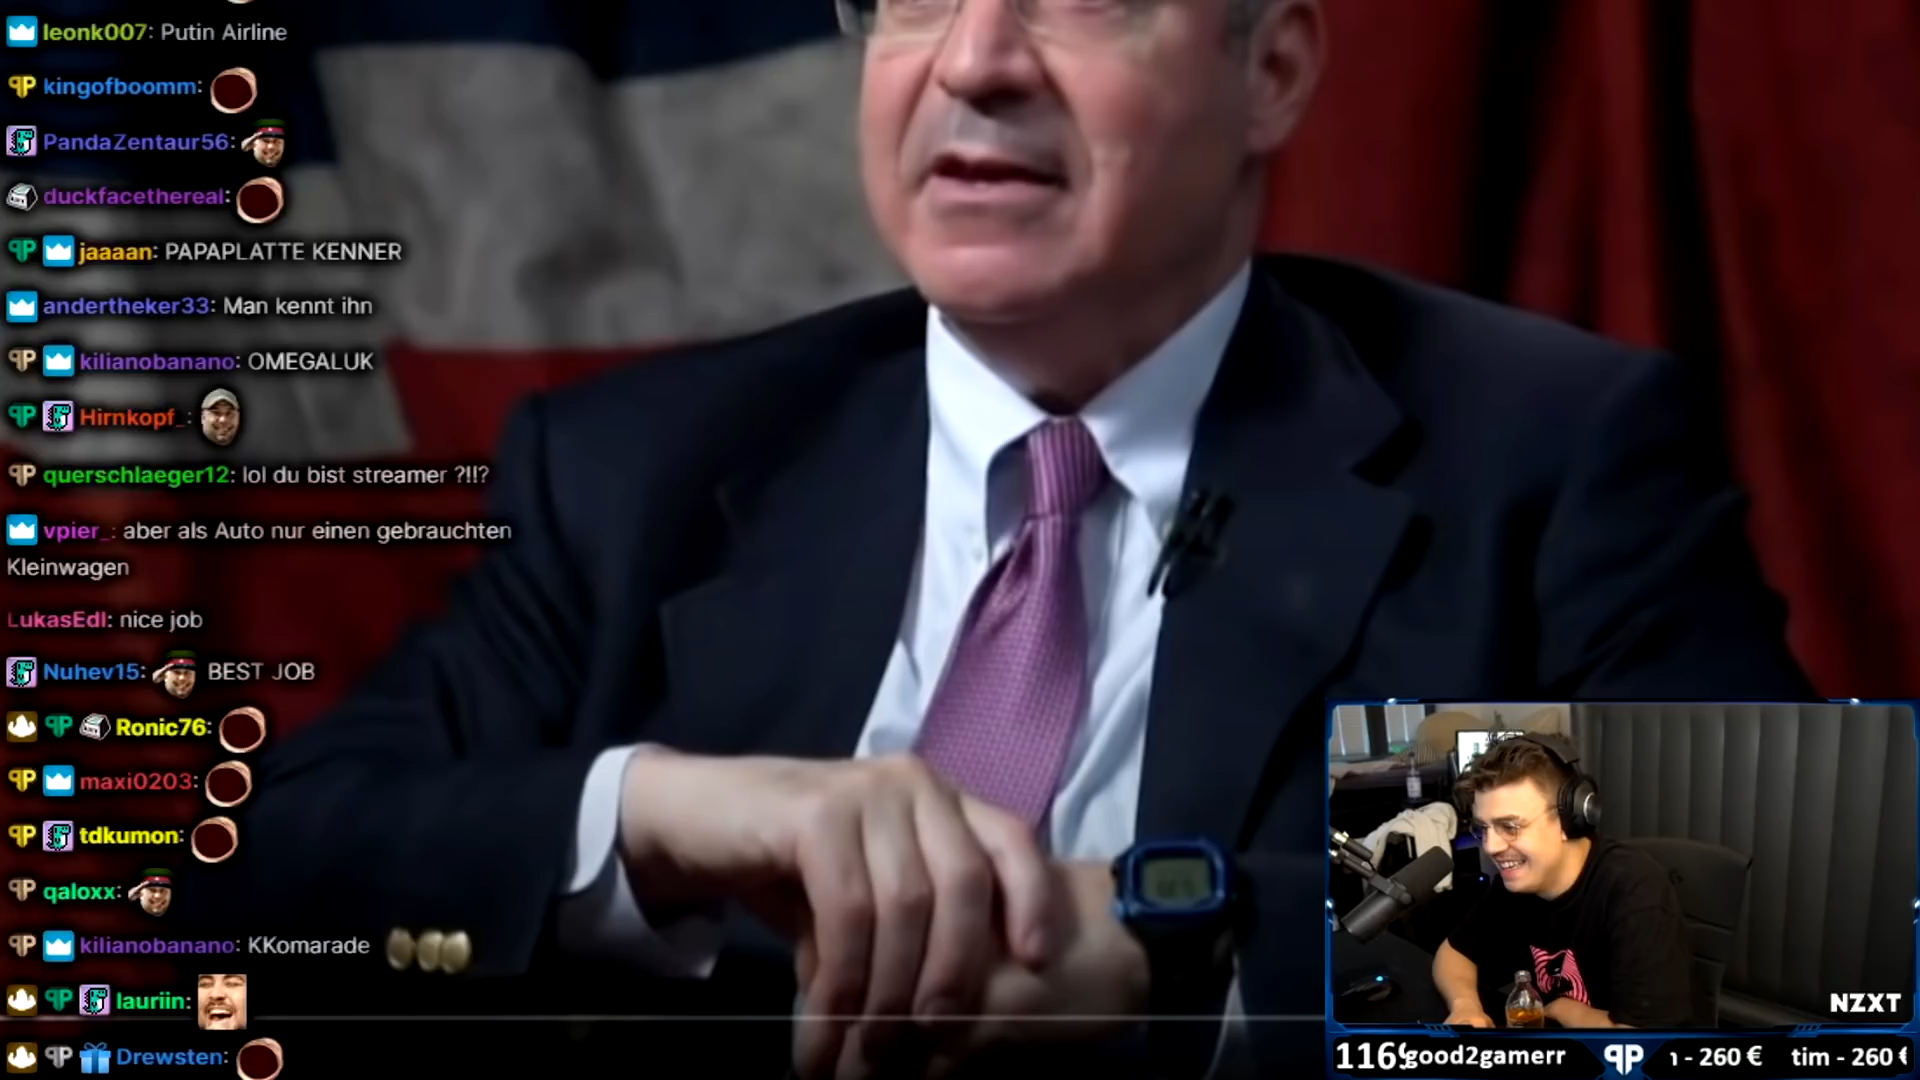 leonk007: Putin Airline
kingofboomm:
PandaZentaur56:
duckfacethereal:
jaaaan: PAPAPLATTE KENNER
andertheker33: Man kennt ihn
kilianobanano: OMEGALUK
Hirnkopf_:
querschlaeger12: lol du bist streamer ?!!?
vpier_: aber als Auto nur einen gebrauchten
Kleinwagen
LukasEdl: nice job
Nuhev15: BEST JOB
Ronic76:
maxi0203:
tdkumon:
qaloxx:
kilianobanano: KKomarade
lauriin:
Drewsten:
NZXT
116 good2gamerr - 260 € tim - 260 €